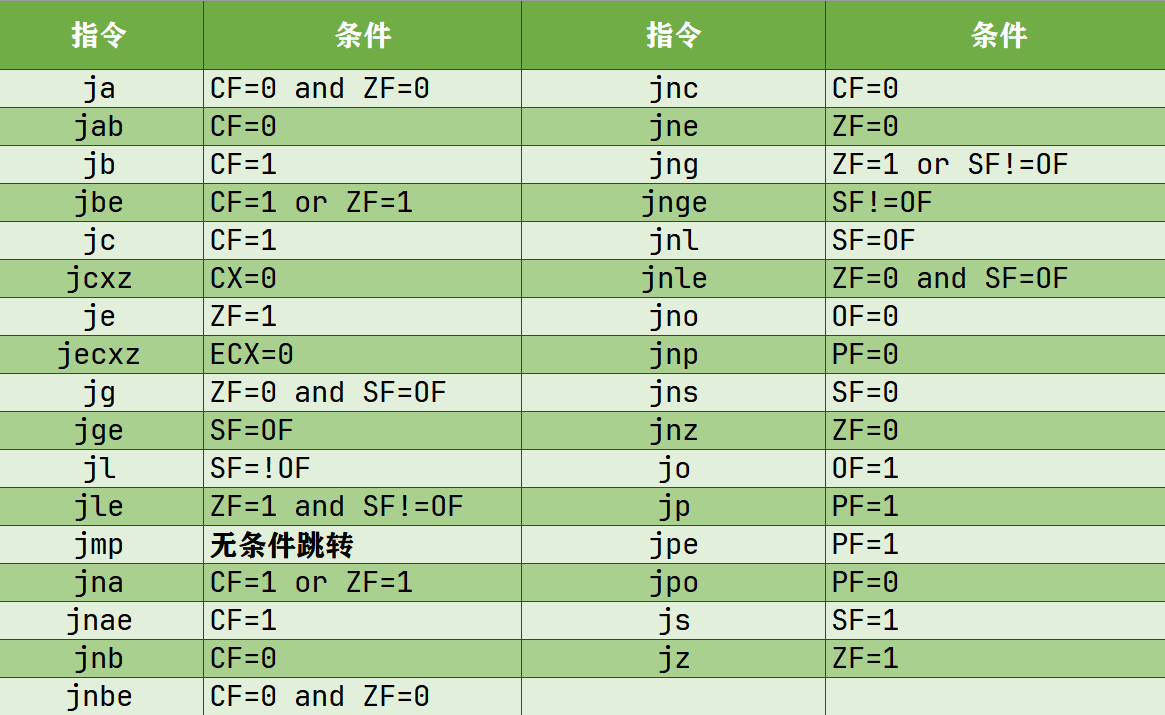 指令 条件 指令 条件
ja CF=0 and ZF=0 jnc CF=0
jab CF=0 jne ZF=0
jb CF=1 jng ZF=1 or SF!=OF
jbe CF=1 or ZF=1 jnge SF!=OF
jc CF=1 jnl SF=OF
jcxz CX=0 jnle ZF=0 and SF=OF
je ZF=1 jno OF=0
jecxz ECX=0 jnp PF=0
jg ZF=0 and SF=OF jns SF=0
jge SF=OF jnz ZF=0
jl SF=!OF jo OF=1
jle ZF=1 and SF!=OF jp PF=1
jmp 无条件跳转 jpe PF=1
jna CF=1 or ZF=1 jpo PF=0
jnae CF=1 js SF=1
jnb CF=0 jz ZF=1
jnbe CF=0 and ZF=0